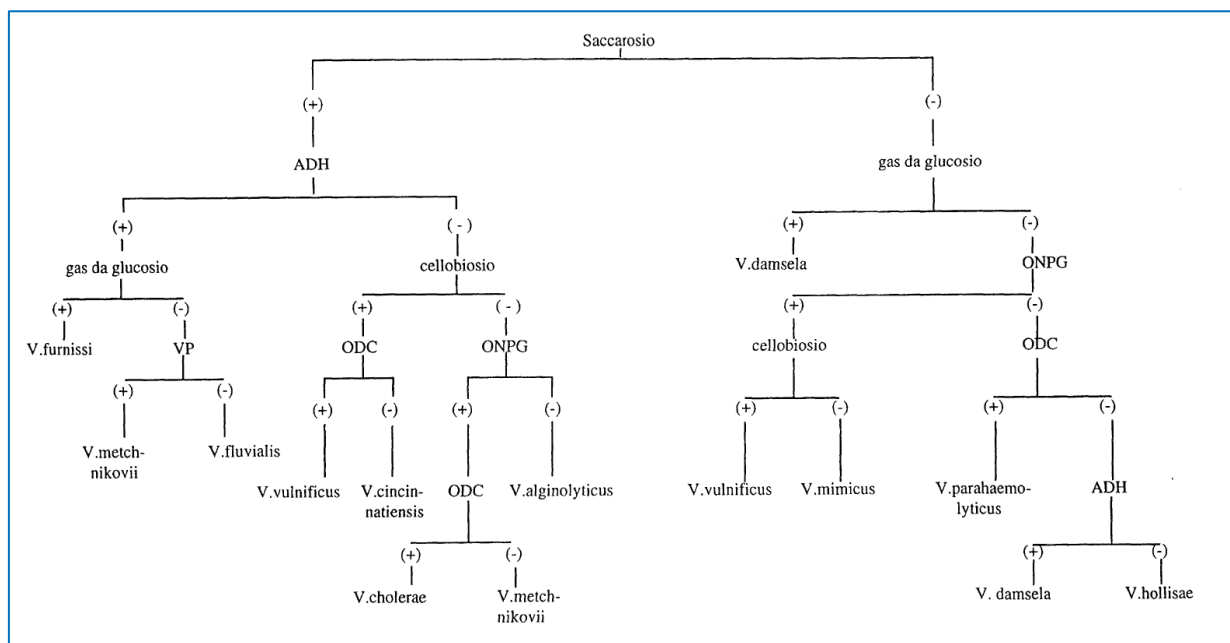 Saccarosio
(+)
(-)
ADH
gas da glucosio
(+)
(-)
(+)
(-)
gas da glucosio
cellobiosio
V.damsela
ONPG
(+)
(-)
(+)
(-)
(+)
(-)
V.furnissi
VP
ODC
ONPG
cellobiosio
ODC
(+)
(-)
(+)
(-)
(+)
(-)
(+)
(-)
(+)
(-)
V.metch-
nikovii
V.fluvialis
V.vulnificus
V.cincin-
natiensis
ODC
V.alginolyticus
V.vulnificus
V.mimicus
V.parahaemo-
lyticus
ADH
(+)
(-)
(+)
(-)
V.cholerae
V.metch-
nikovii
V. damsela
V.hollisae